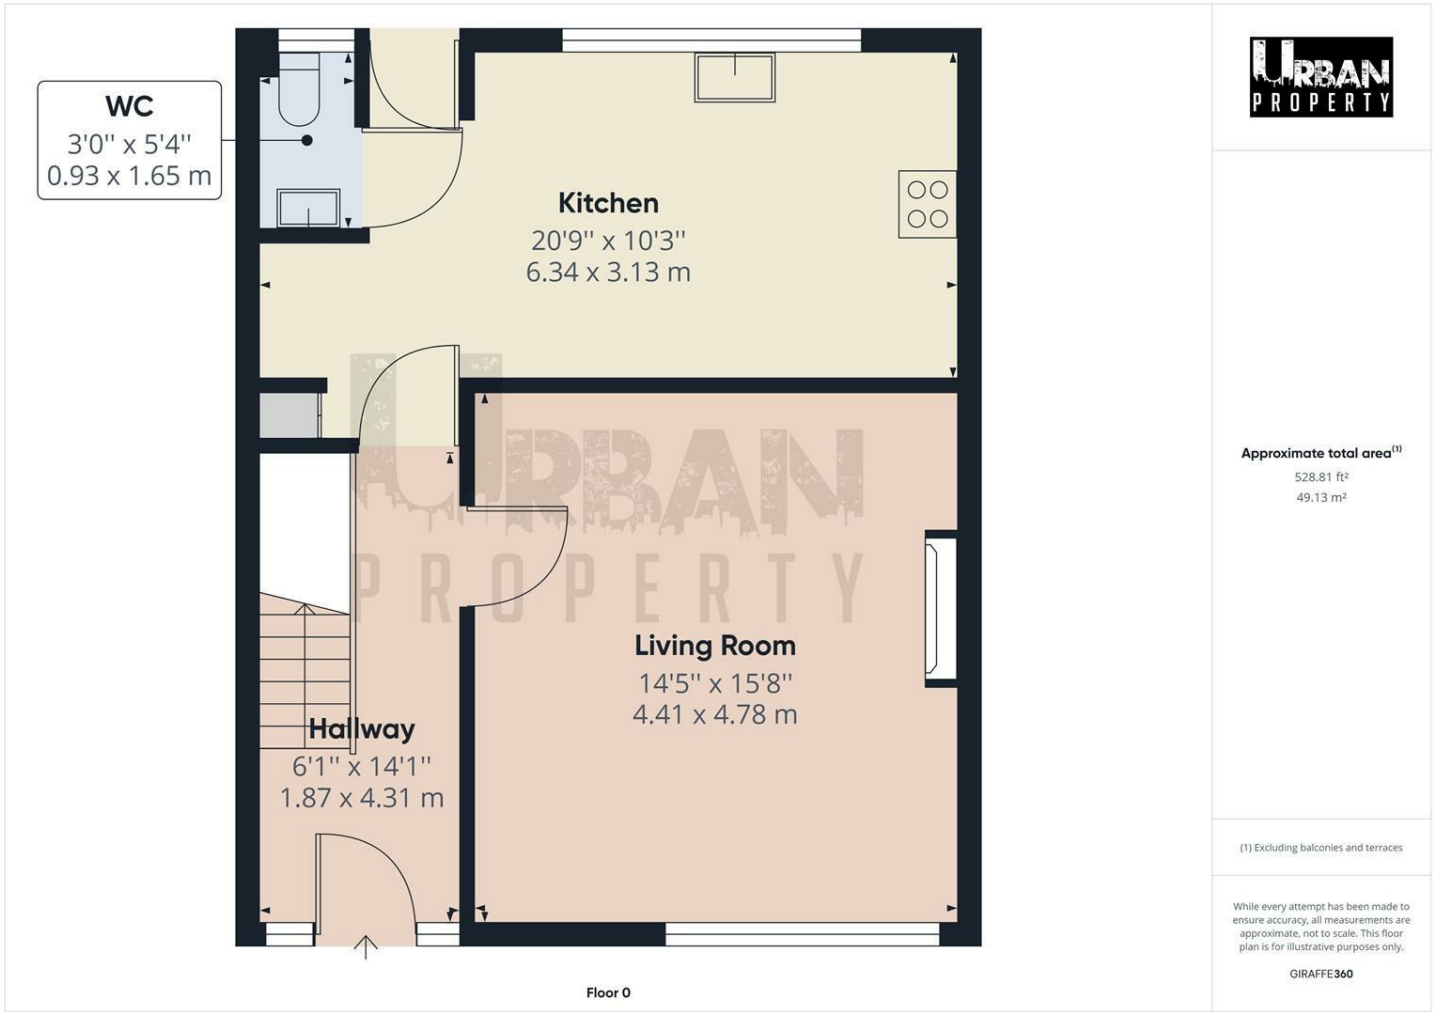 WC
3'0'' x 5'4''
0.93 x 1.65 m
Kitchen
20'9'' x 10'3''
6.34 x 3.13 m
URBAN
PROPERTY
Living Room
14'5'' x 15'8''
4.41 x 4.78 m
Hallway
6'1'' x 14'1''
1.87 x 4.31 m
Floor 0
URBAN
PROPERTY
Approximate total area(1)
528.81 ft²
49.13 m²
(1) Excluding balconies and terraces
While every attempt has been made to
ensure accuracy, all measurements are
approximate, not to scale. This floor
plan is for illustrative purposes only.
GIRAFFE360